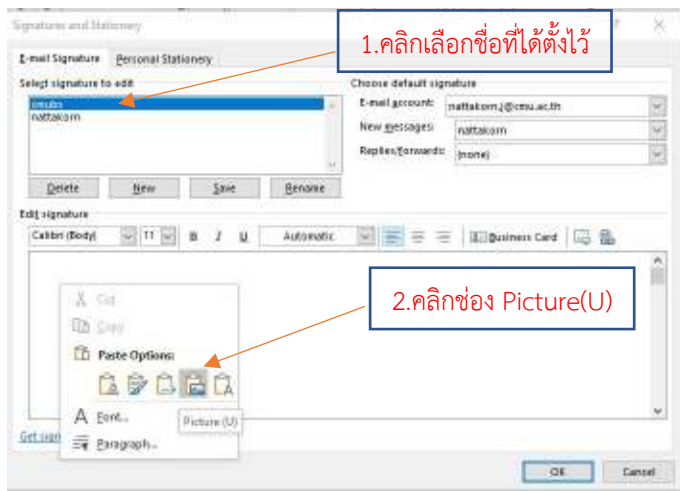 Signatures and Stationery
?
1.คลิกเลือกชื่อที่ได้ตั้งไว้
E-mail Signature Personal Stationery
Select signature to edit
Choose default signature
cmubs
nattakorn
E-mail account: nattakorn.j@cmu.ac.th
New messages: nattakorn
Replies/forwards: (none)
Delete New Save Rename
Edit signature
Calibri (Body) 11 B I U Automatic Business Card
Cut
2.คลิกช่อง Picture(U)
Copy
Paste Options:
A
A Font...
Picture (U)
Get sign
Paragraph...
OK Cancel